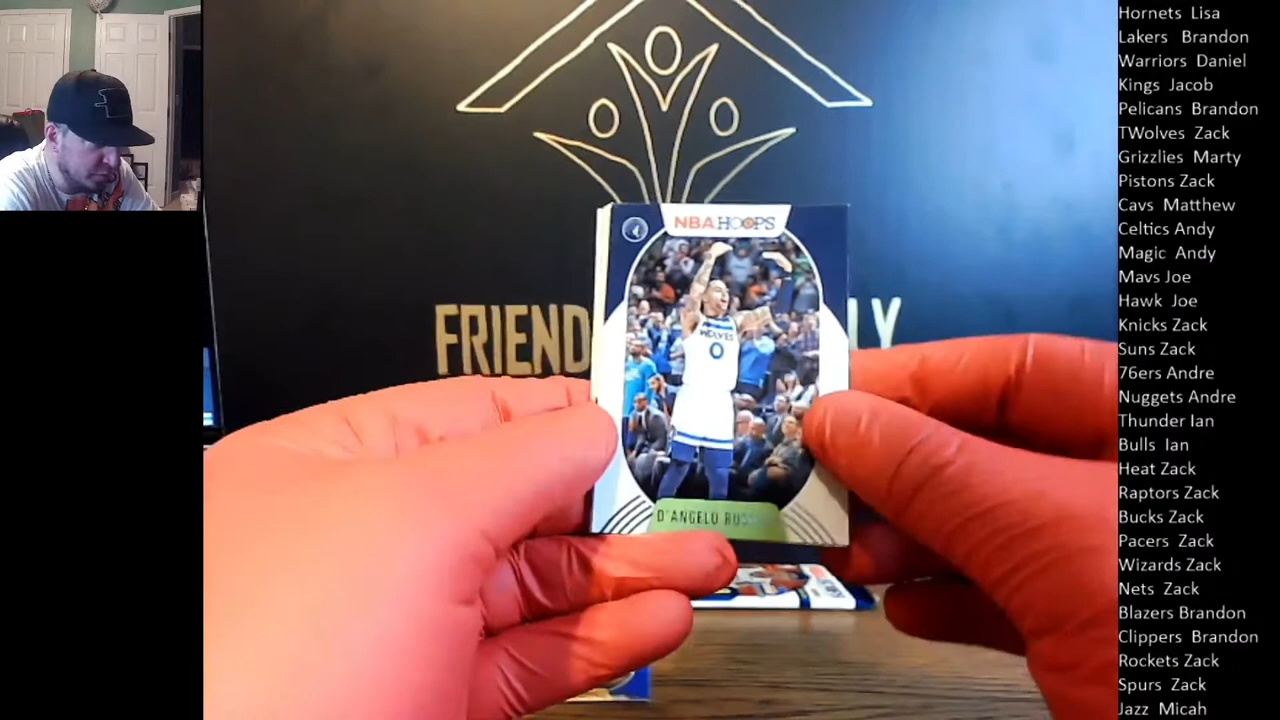 NBA HOOPS
WOLVES
0
D'ANGELO
FRIEND LY
Hornets Lisa
Lakers Brandon
Warriors Daniel
Kings Jacob
Pelicans Brandon
TWolves Zack
Grizzlies Marty
Pistons Zack
Cavs Matthew
Celtics Andy
Magic Andy
Mavs Joe
Hawk Joe
Knicks Zack
Suns Zack
76ers Andre
Nuggets Andre
Thunder Ian
Bulls Ian
Heat Zack
Raptors Zack
Bucks Zack
Pacers Zack
Wizards Zack
Nets Zack
Blazers Brandon
Clippers Brandon
Rockets Zack
Spurs Zack
Jazz Micah